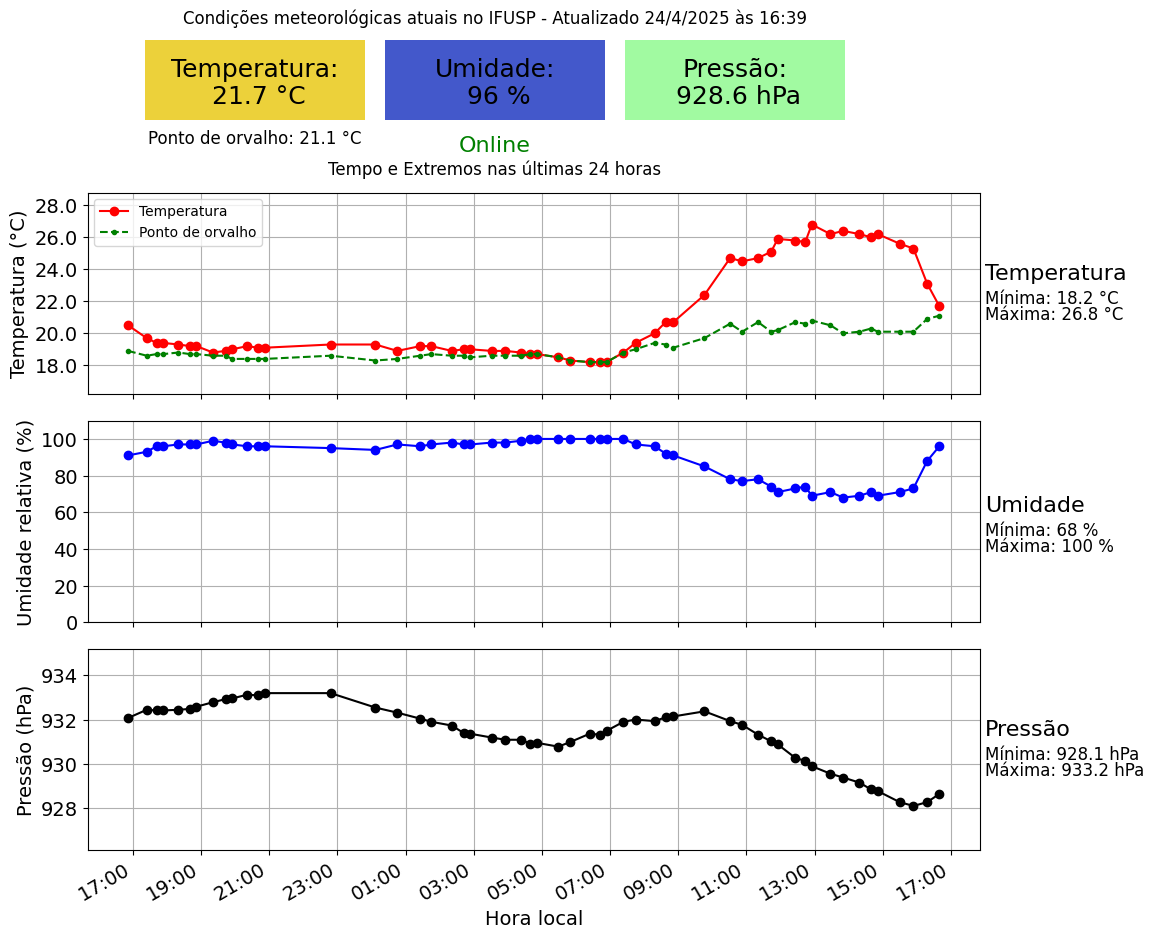 Condições meteorológicas atuais no IFUSP - Atualizado 24/4/2025 às 16:39
Temperatura:
21.7 °C
Umidade:
96 %
Pressão:
928.6 hPa
Ponto de orvalho: 21.1 °C
Online
Tempo e Extremos nas últimas 24 horas
Temperatura (°C)
28.0
26.0
24.0
22.0
20.0
18.0
Temperatura
Ponto de orvalho
Temperatura
Mínima: 18.2 °C
Máxima: 26.8 °C
Umidade relativa (%)
100
80
60
40
20
0
Umidade
Mínima: 68 %
Máxima: 100 %
Pressão (hPa)
934
932
930
928
Pressão
Mínima: 928.1 hPa
Máxima: 933.2 hPa
17:00
19:00
21:00
23:00
01:00
03:00
05:00
07:00
09:00
11:00
13:00
15:00
17:00
Hora local